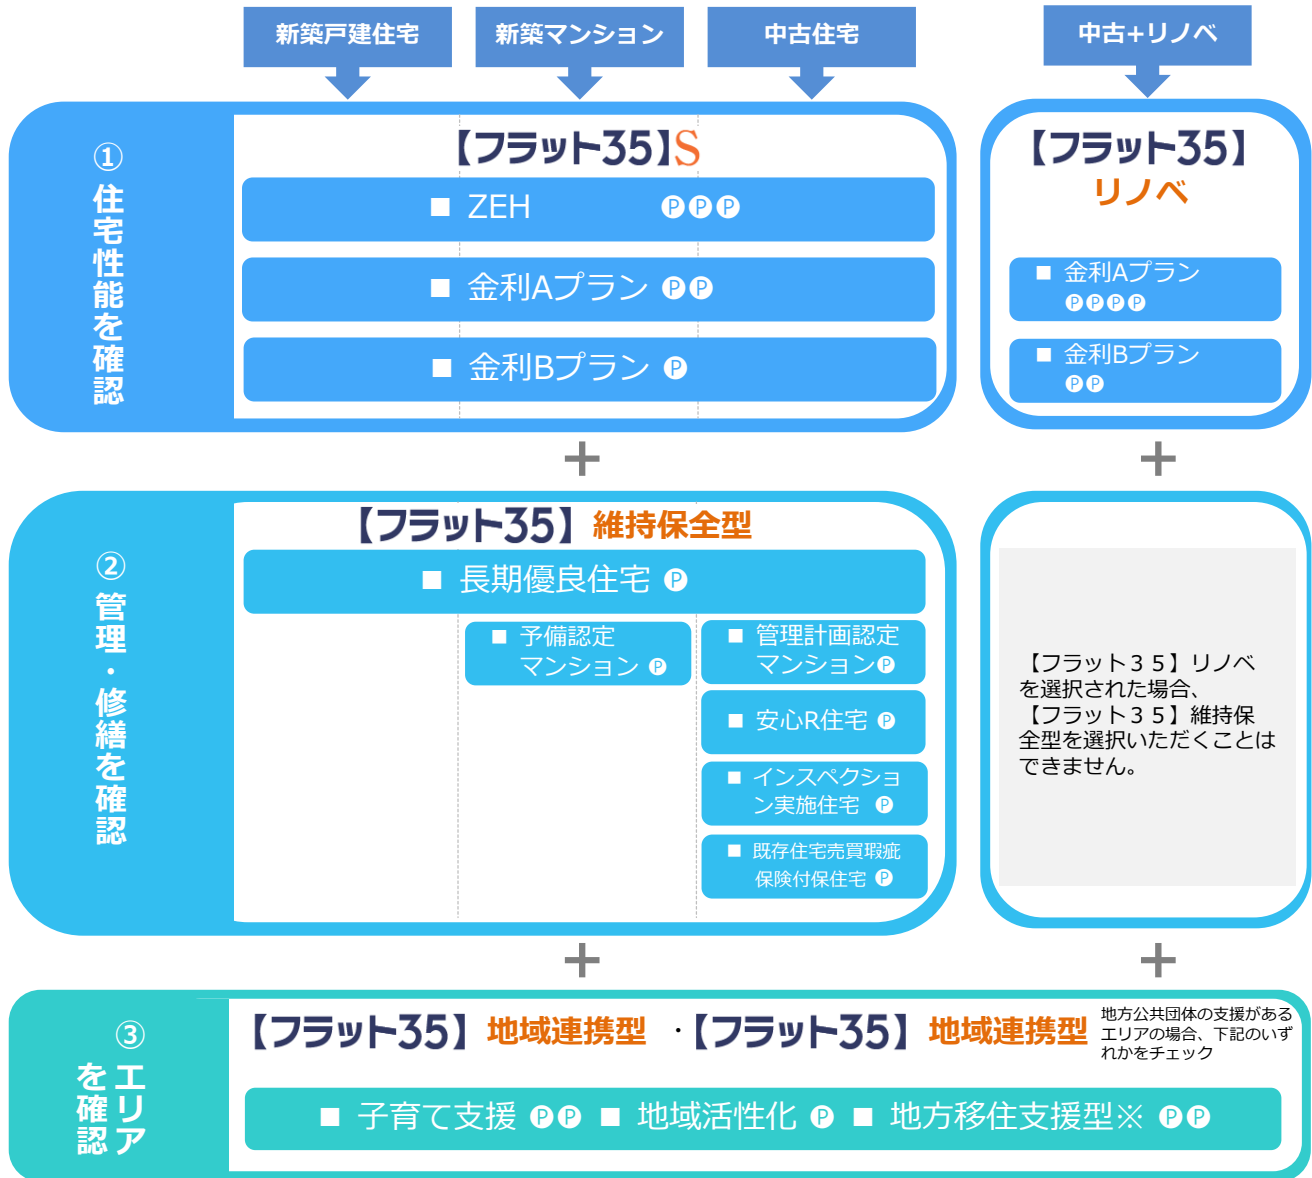 新築戸建住宅
新築マンション
中古住宅
中古+リノベ
① 住宅性能を確認
【フラット35】S
■ ZEH ⓅⓅⓅ
■ 金利Aプラン ⓅⓅ
■ 金利Bプラン Ⓟ
【フラット35】
リノベ
■ 金利Aプラン
ⓅⓅⓅⓅ
■ 金利Bプラン
ⓅⓅ
+
+
② 管理・修繕を確認
【フラット35】維持保全型
■ 長期優良住宅 Ⓟ
■ 予備認定
マンション Ⓟ
■ 管理計画認定
マンションⓅ
■ 安心R住宅 Ⓟ
■ インスペクショ
ン実施住宅 Ⓟ
■ 既存住宅売買瑕疵
保険付保住宅 Ⓟ
【フラット３５】リノベ
を選択された場合、
【フラット３５】維持保
全型を選択いただくことは
できません。
+
+
③ エリア
を確認
【フラット35】地域連携型 ・【フラット35】地域連携型
地方公共団体の支援がある
エリアの場合、下記のいず
れかをチェック
■ 子育て支援 ⓅⓅ ■ 地域活性化 Ⓟ ■ 地方移住支援型※ ⓅⓅ